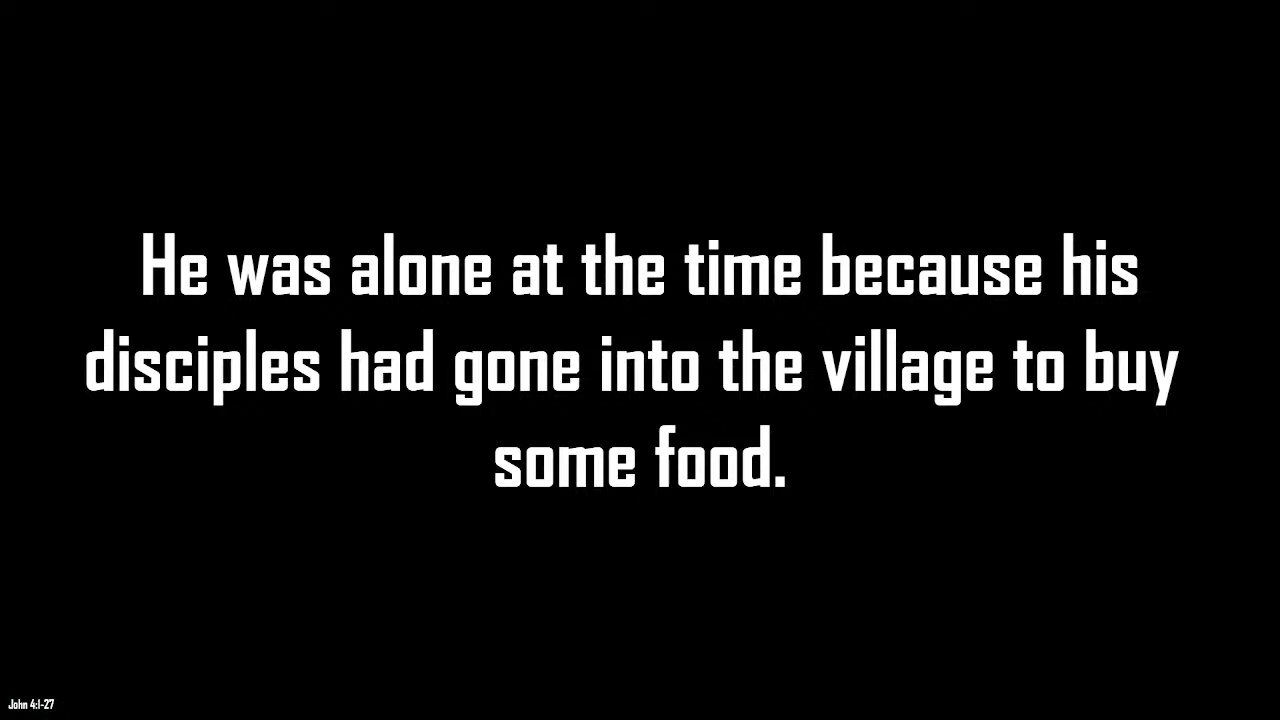 He was alone at the time because his
disciples had gone into the village to buy
some food.
John 4:1-27